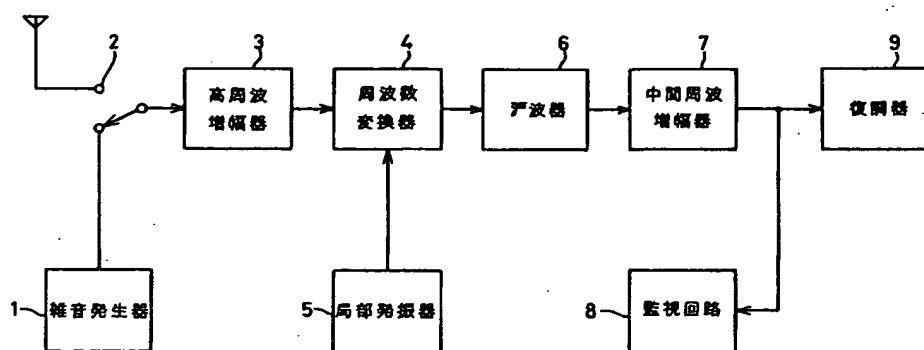 2
3
4
6
7
9
高周波
増幅器
周波数
変換器
戸波器
中間周波
増幅器
復調器
1
雑音発生器
5
局部発振器
8
監視回路